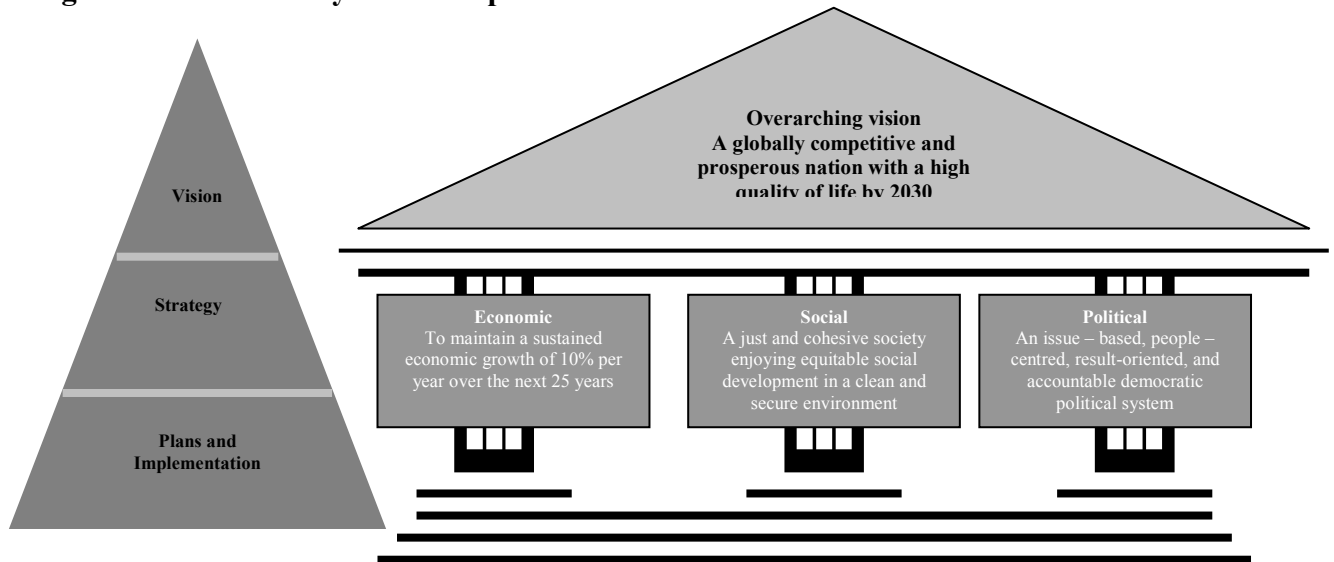 Overarching vision
A globally competitive and
prosperous nation with a high
quality of life by 2030
Vision
Strategy
Plans and
Implementation
Economic
To maintain a sustained
economic growth of 10% per
year over the next 25 years
Social
A just and cohesive society
enjoying equitable social
development in a clean and
secure environment
Political
An issue – based, people –
centred, result-oriented, and
accountable democratic
political system